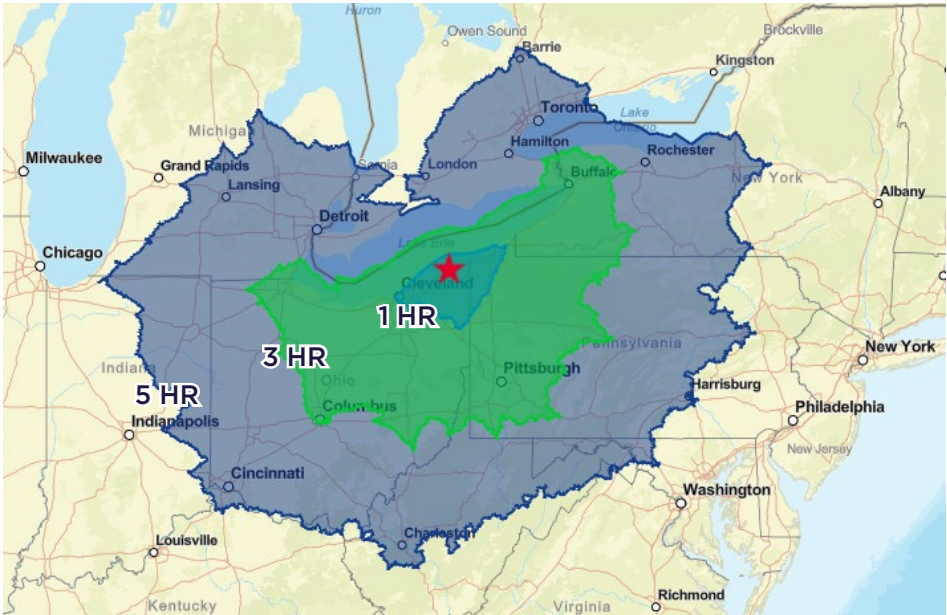 Huron
Owen Sound
Brockville
Barrie
Kingston
Toronto
Lake
Ontario
Michigan
Milwaukee
Grand Rapids
Sarnia
London
Hamilton
Rochester
Lansing
Buffalo
New York
Albany
Detroit
Lake Erie
Chicago
Cleveland
1 HR
3 HR
Pennsylvania
New York
Indiana
Ohio
Pittsburgh
Harrisburg
5 HR
Columbus
Philadelphia
Indianapolis
New Jersey
Cincinnati
Washington
Charleston
Louisville
Richmond
Kentucky
Virginia